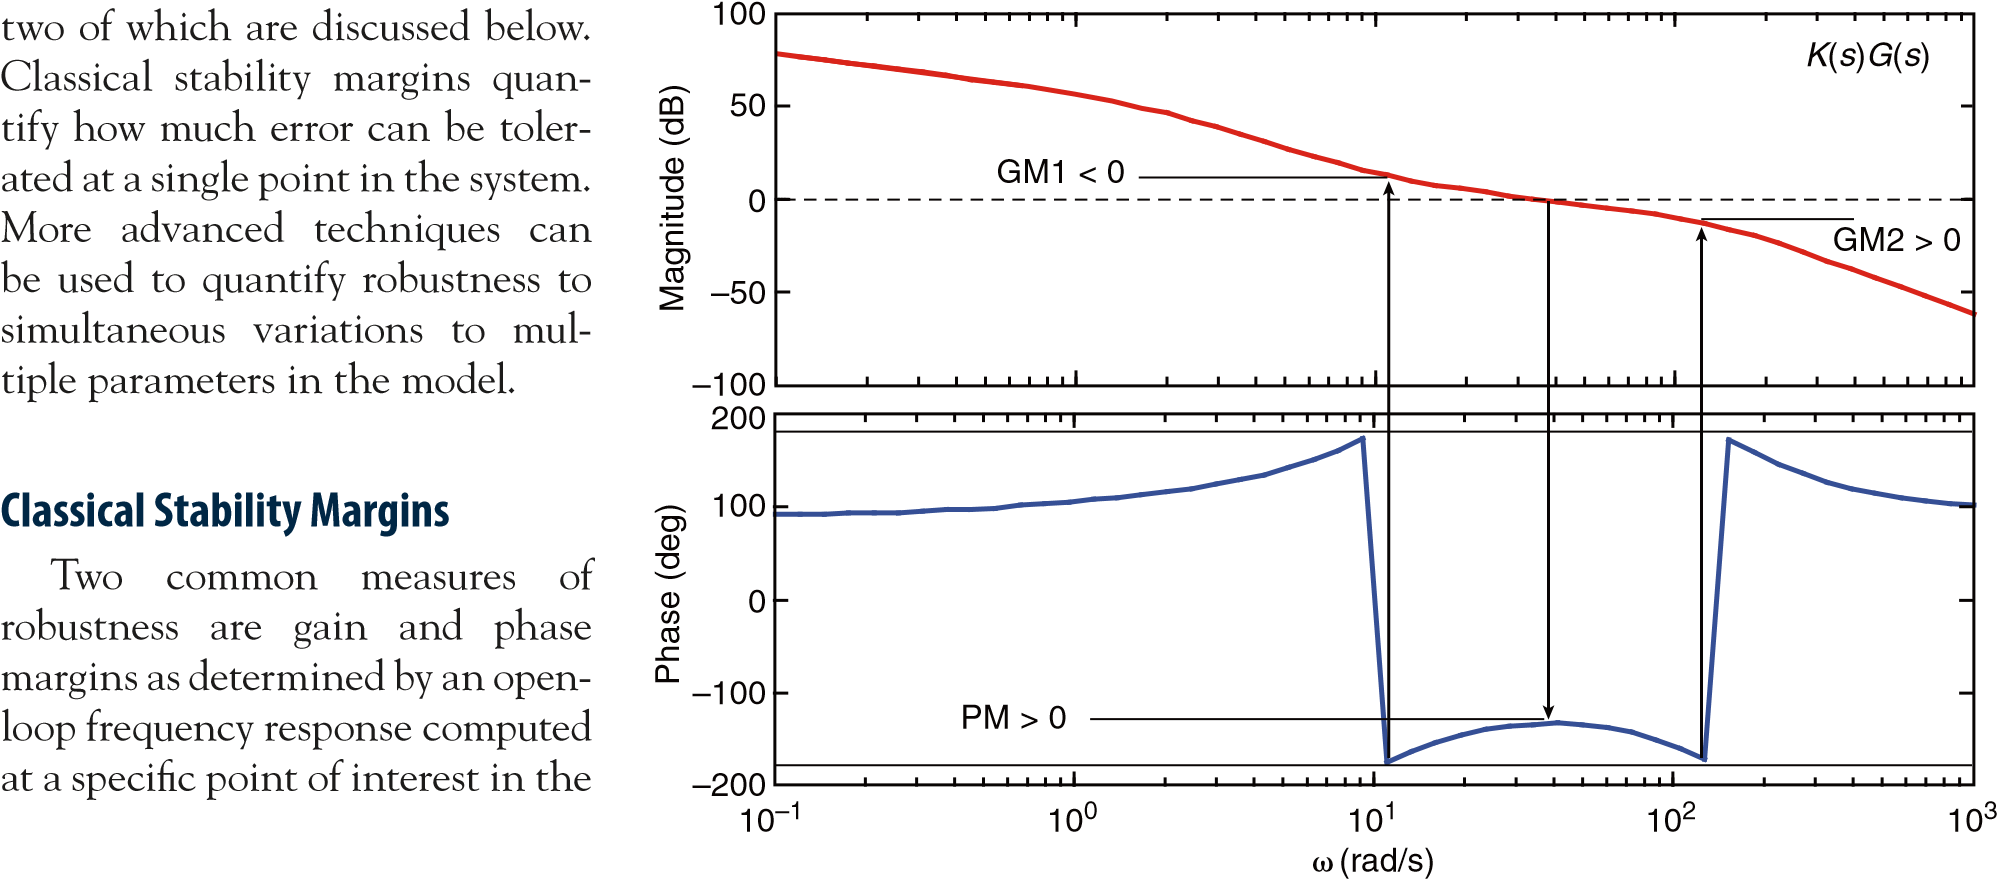 two of which are discussed below.
Classical stability margins quan-
tify how much error can be toler-
ated at a single point in the system.
More advanced techniques can
be used to quantify robustness to
simultaneous variations to mul-
tiple parameters in the model.
Classical Stability Margins
Two common measures of
robustness are gain and phase
margins as determined by an open-
loop frequency response computed
at a specific point of interest in the
100
50
0
–50
–100
Magnitude (dB)
K(s)G(s)
GM1 < 0
GM2 > 0
200
100
0
–100
–200
Phase (deg)
PM > 0
10⁻¹ 10⁰ 10¹ 10² 10³
ω (rad/s)